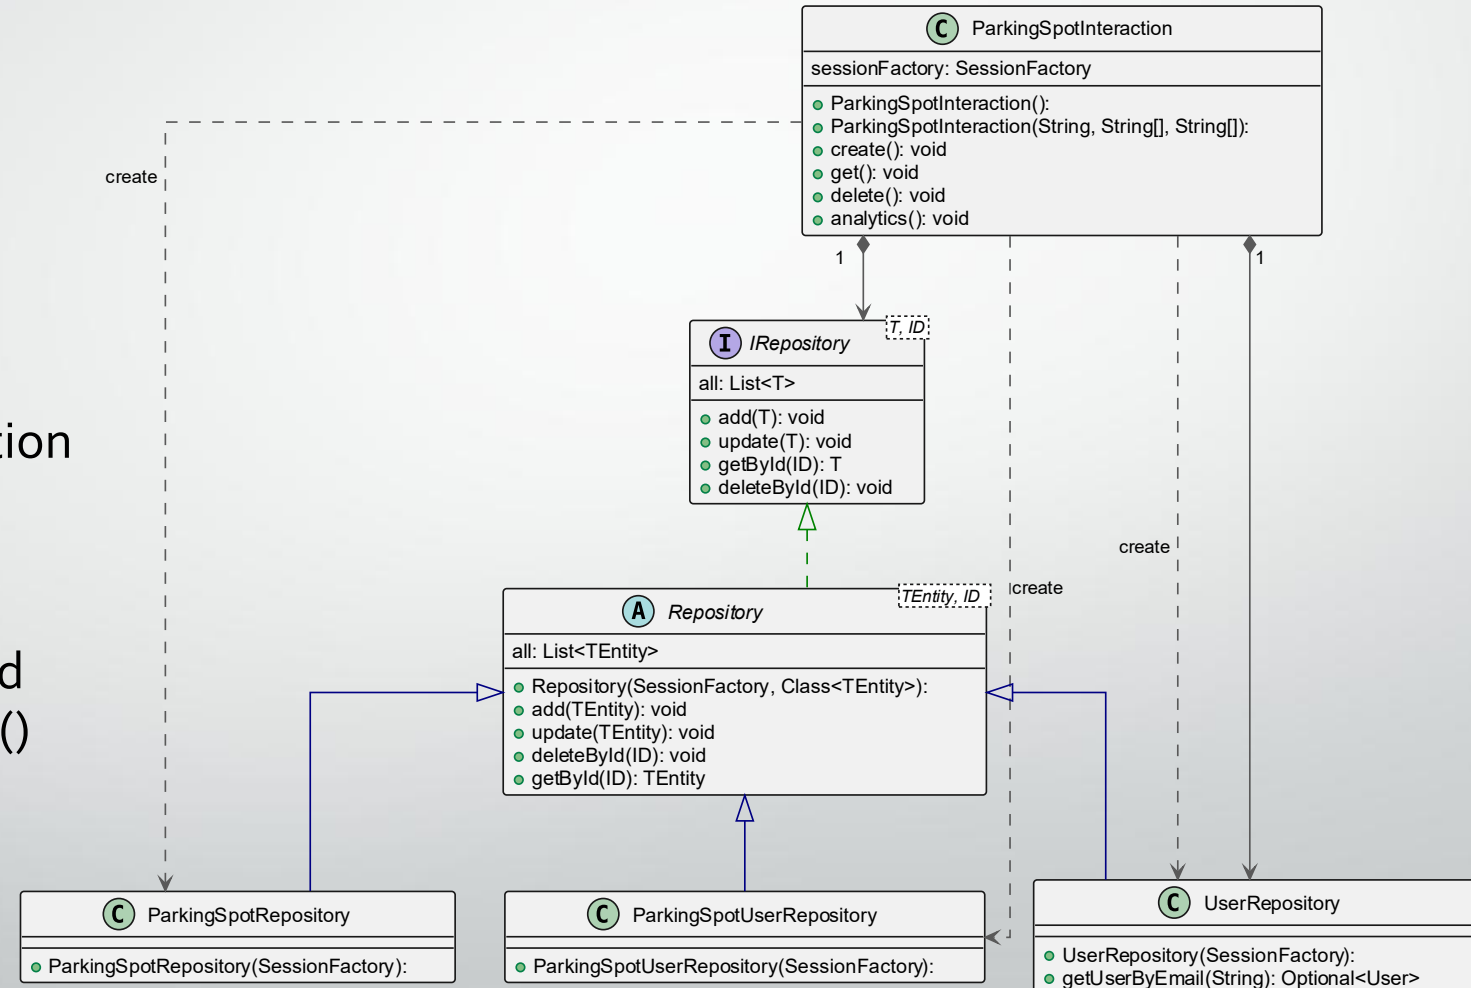 C ParkingSpotInteraction
sessionFactory: SessionFactory
ParkingSpotInteraction():
ParkingSpotInteraction(String, String[], String[]):
create(): void
get(): void
delete(): void
analytics(): void
create
1
1
T, ID
I IRepository
all: List<T>
add(T): void
update(T): void
getById(ID): T
deleteById(ID): void
tion
create
create
TEntity, ID
A Repository
all: List<TEntity>
Repository(SessionFactory, Class<TEntity>):
add(TEntity): void
update(TEntity): void
deleteById(ID): void
getById(ID): TEntity
d
()
C ParkingSpotRepository
ParkingSpotRepository(SessionFactory):
C ParkingSpotUserRepository
ParkingSpotUserRepository(SessionFactory):
C UserRepository
UserRepository(SessionFactory):
getUserByEmail(String): Optional<User>